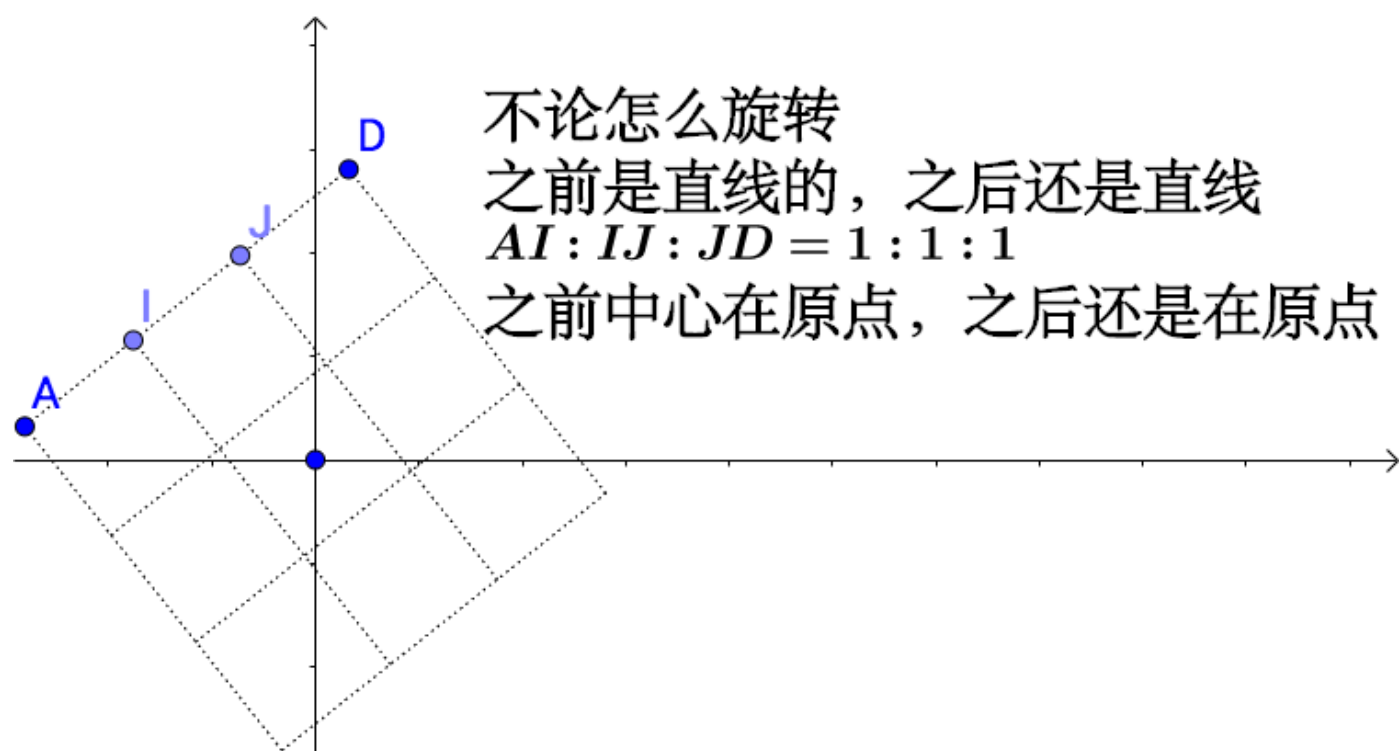 D
不论怎么旋转
之前是直线的，之后还是直线
J
AI : IJ : JD = 1 : 1 : 1
I
之前中心在原点，之后还是在原点
A